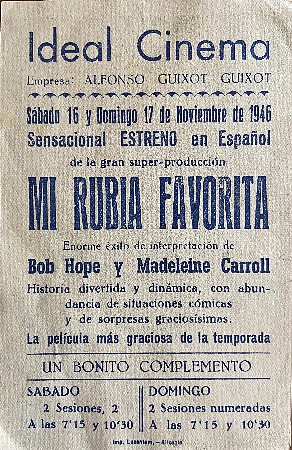 Ideal Cinema
Empresa: ALFONSO GUIXOT GUIXOT
Sábado 16 y Domingo 17 de Noviembre de 1946
Sensacional ESTRENO en Español
de la gran super-producción
MI RUBIA FAVORITA
Enorme éxito de interpretación de
Bob Hope y Madeleine Carroll
Historia divertida y dinámica, con abun-
dancia de situaciones cómicas
y de sorpresas graciosísimas.
La película más graciosa de la temporada
UN BONITO COMPLEMENTO
SABADO
2 Sesiones, 2
A las 7'15 y 10'30
DOMINGO
2 Sesiones numeradas
A las 7'15 y 10'30
Imp. - Alicante